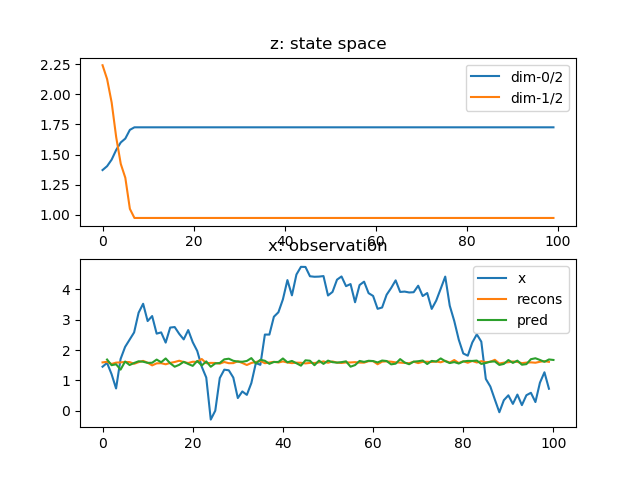 z: state space
2.25
2.00
1.75
1.50
1.25
1.00
dim-0/2
dim-1/2
0 20 40 60 80 100
x: observation
4
3
2
1
0
x
recons
pred
0 20 40 60 80 100